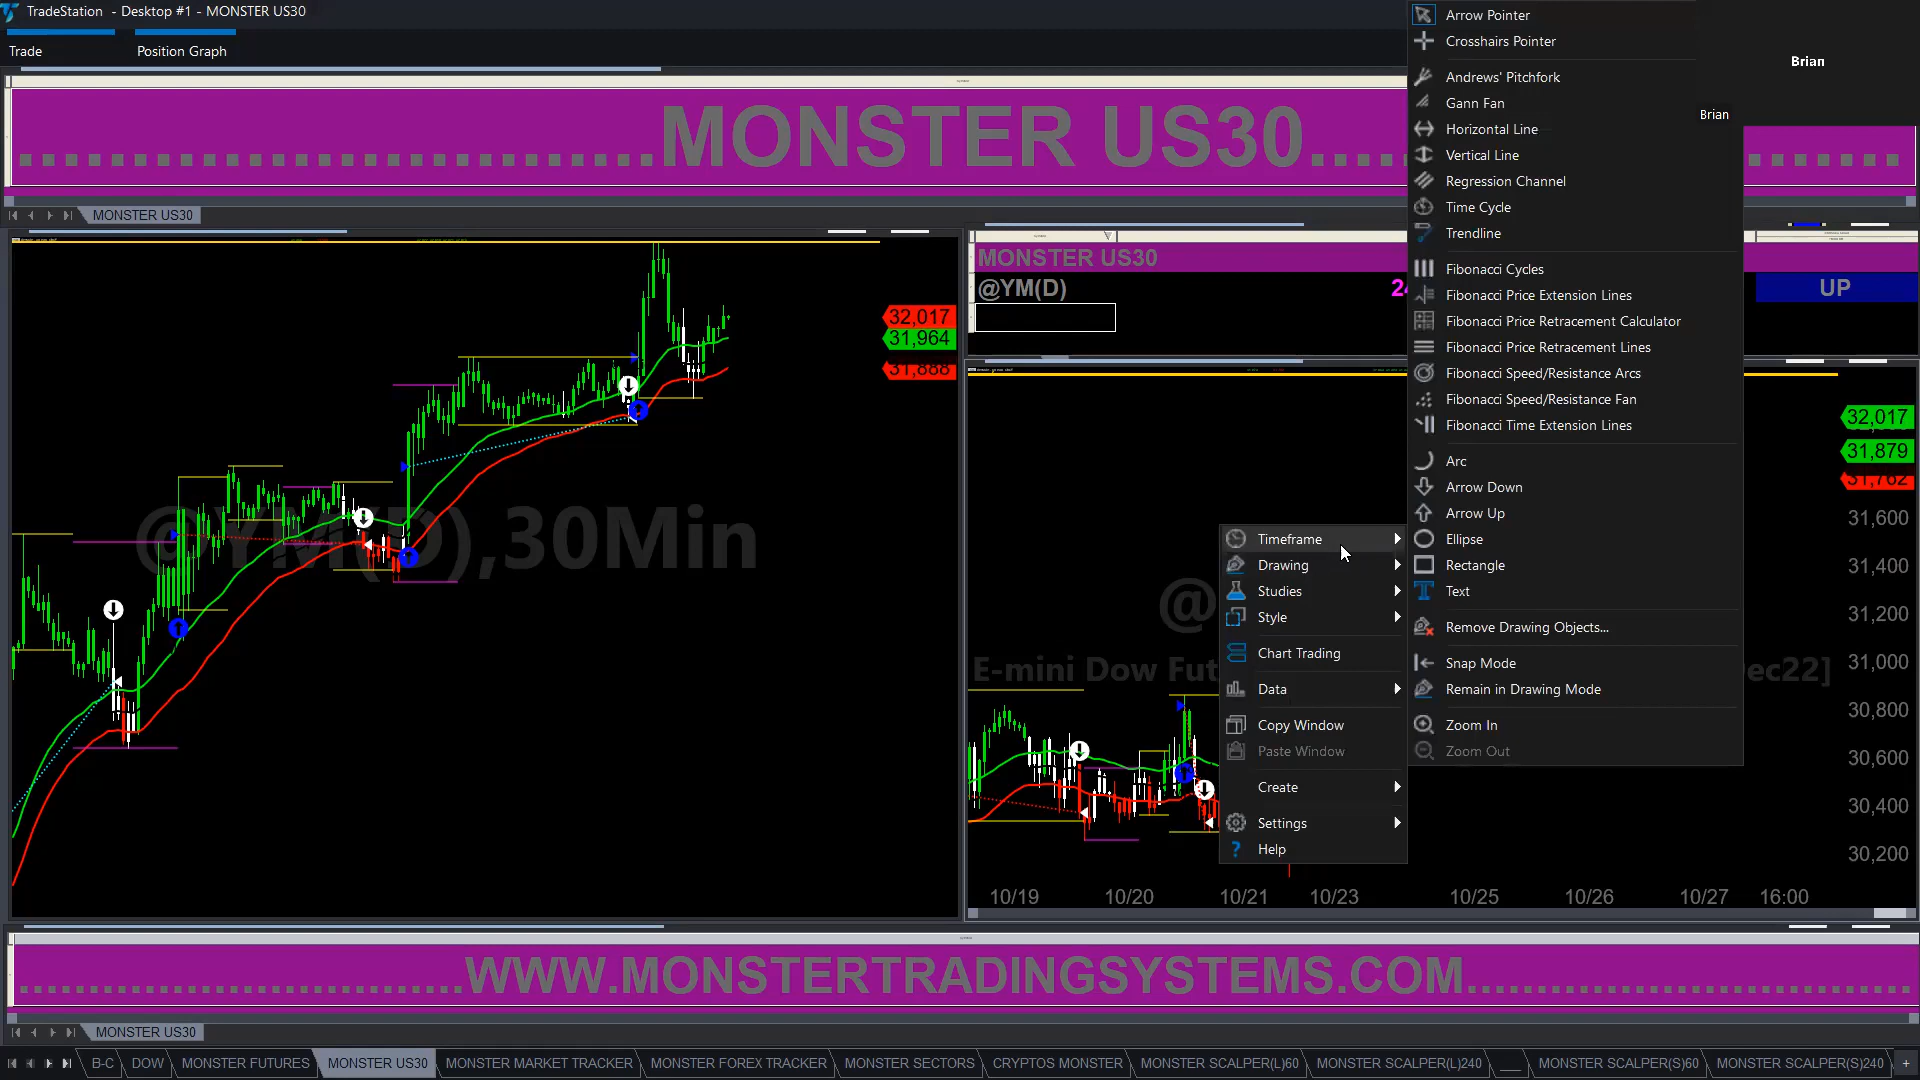 TradeStation - Desktop #1 - MONSTER US30
Trade
Position Graph
.............................MONSTER US30.....
MONSTER US30
@YM(D),30Min
32,017
31,964
31,888
MONSTER US30
@YM(D)
24
UP
@
E-mini Dow Fut
ec22]
32,017
31,879
31,762
31,600
31,400
31,200
31,000
30,800
30,600
30,400
30,200
10/19
10/20
10/21
10/23
10/25
10/26
10/27
16:00
Timeframe
Drawing
Studies
Style
Chart Trading
Data
Copy Window
Paste Window
Create
Settings
Help
Arrow Pointer
Crosshairs Pointer
Andrews' Pitchfork
Gann Fan
Horizontal Line
Vertical Line
Regression Channel
Time Cycle
Trendline
Fibonacci Cycles
Fibonacci Price Extension Lines
Fibonacci Price Retracement Calculator
Fibonacci Price Retracement Lines
Fibonacci Speed/Resistance Arcs
Fibonacci Speed/Resistance Fan
Fibonacci Time Extension Lines
Arc
Arrow Down
Arrow Up
Ellipse
Rectangle
Text
Remove Drawing Objects...
Snap Mode
Remain in Drawing Mode
Zoom In
Zoom Out
Brian
Brian
WWW.MONSTERTRADINGSYSTEMS.COM
MONSTER US30
B-C
DOW
MONSTER FUTURES
MONSTER US30
MONSTER MARKET TRACKER
MONSTER FOREX TRACKER
MONSTER SECTORS
CRYPTOS MONSTER
MONSTER SCALPER(L)60
MONSTER SCALPER(L)240
___
MONSTER SCALPER(S)60
MONSTER SCALPER(S)240
+